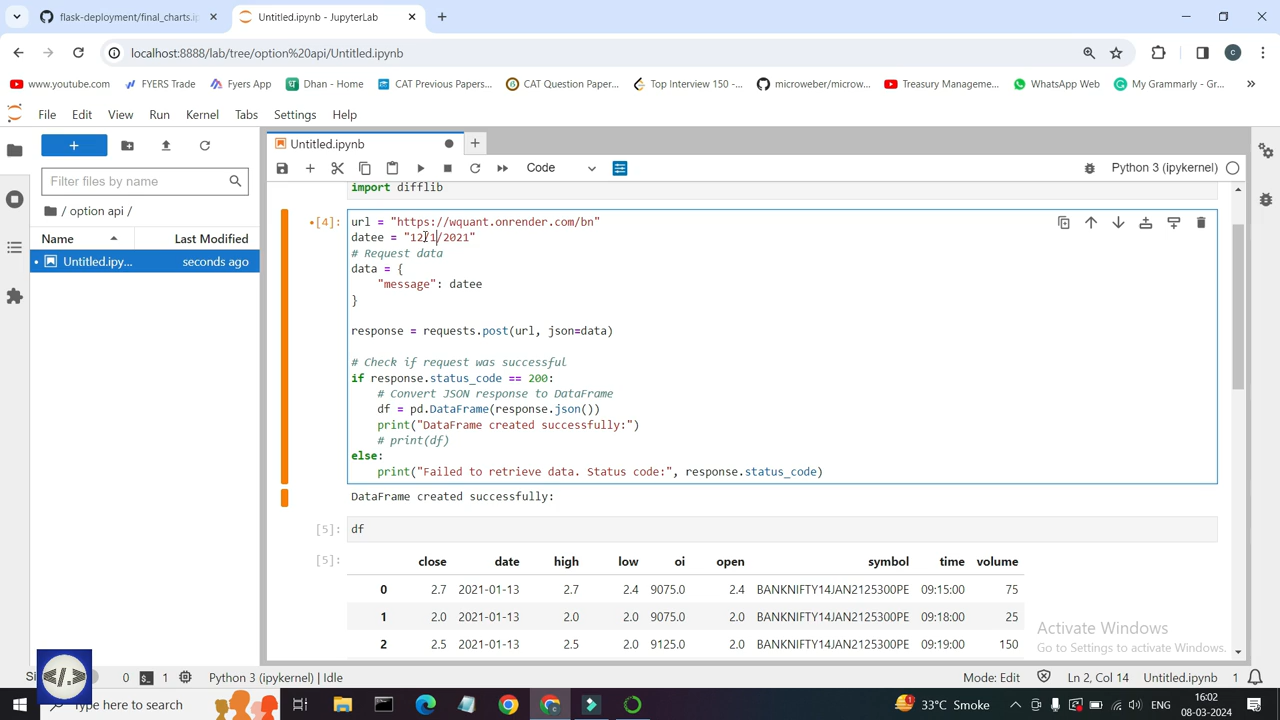 flask-deployment/final_charts.ip
Untitled.ipynb - JupyterLab
localhost:8888/lab/tree/option%20api/Untitled.ipynb
C
www.youtube.com
FYERS Trade
Fyers App
Dhan - Home
CAT Previous Papers...
CAT Question Paper...
Top Interview 150 -...
microweber/microw...
Treasury Manageme...
WhatsApp Web
My Grammarly - Gr...
File Edit View Run Kernel Tabs Settings Help
Untitled.ipynb
Code
Python 3 (ipykernel)
Filter files by name
/ option api /
Name Last Modified
Untitled.ipy... seconds ago
import difflib
[4]:
url = "https://wquant.onrender.com/bn"
datee = "12/1/2021"
# Request data
data = {
"message": datee
}
response = requests.post(url, json=data)
# Check if request was successful
if response.status_code == 200:
# Convert JSON response to DataFrame
df = pd.DataFrame(response.json())
print("DataFrame created successfully:")
# print(df)
else:
print("Failed to retrieve data. Status code:", response.status_code)
DataFrame created successfully:
[5]: df
[5]: close date high low oi open symbol time volume
0 2.7 2021-01-13 2.7 2.4 9075.0 2.4 BANKNIFTY14JAN2125300PE 09:15:00 75
1 2.0 2021-01-13 2.0 2.0 9075.0 2.0 BANKNIFTY14JAN2125300PE 09:18:00 25
2 2.5 2021-01-13 2.5 2.0 9125.0 2.0 BANKNIFTY14JAN2125300PE 09:19:00 150
Activate Windows
Go to Settings to activate Windows.
</>
Si 0 1 Python 3 (ipykernel) | Idle Mode: Edit Ln 2, Col 14 Untitled.ipynb 1
Type here to search
33°C Smoke
ENG
16:02
08-03-2024